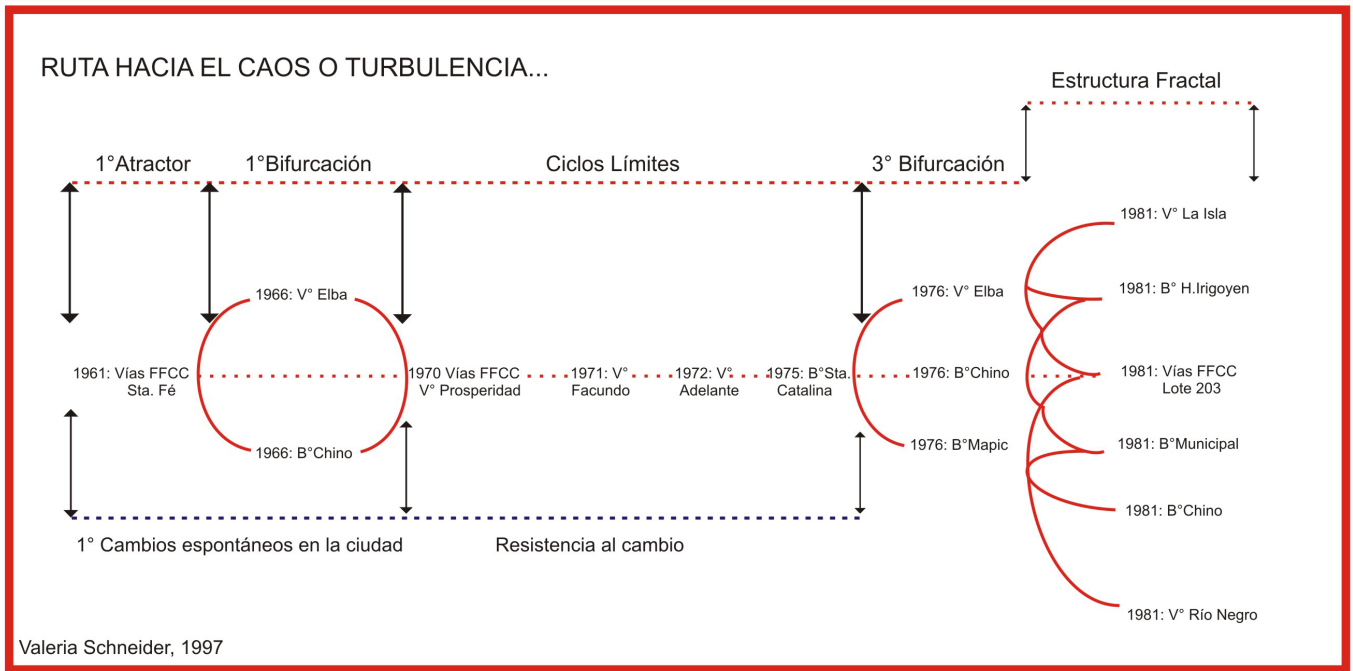 RUTA HACIA EL CAOS O TURBULENCIA...
Estructura Fractal
1°Atractor
1°Bifurcación
Ciclos Límites
3° Bifurcación
1961: Vías FFCC
Sta. Fé
1966: V° Elba
1966: B°Chino
1970 Vías FFCC
V° Prosperidad
1971: V°
Facundo
1972: V°
Adelante
1975: B°Sta.
Catalina
1976: V° Elba
1976: B°Chino
1976: B°Mapic
1981: V° La Isla
1981: B° H.Irigoyen
1981: Vías FFCC
Lote 203
1981: B°Municipal
1981: B°Chino
1981: V° Río Negro
1° Cambios espontáneos en la ciudad
Resistencia al cambio
Valeria Schneider, 1997